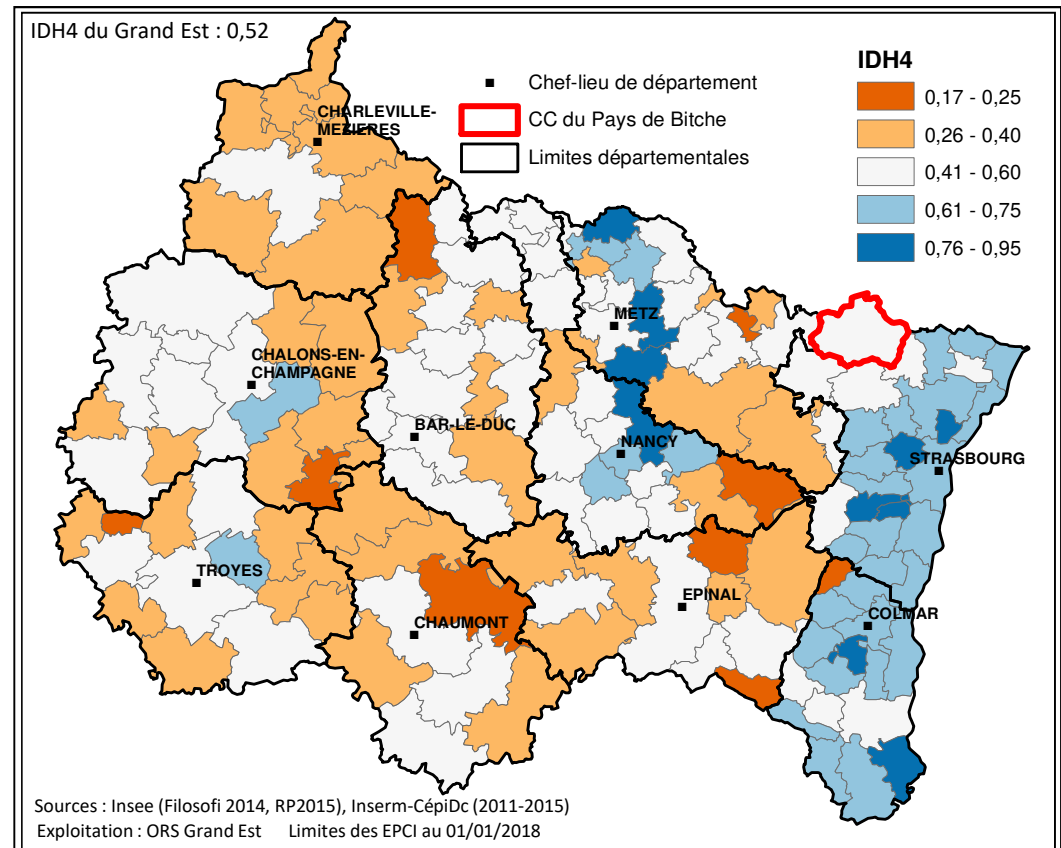 IDH4 du Grand Est : 0,52
IDH4
Chef-lieu de département
CC du Pays de Bitche
Limites départementales
0,17 - 0,25
0,26 - 0,40
0,41 - 0,60
0,61 - 0,75
0,76 - 0,95
CHARLEVILLE-
MEZIERES
METZ
CHALONS-EN-
CHAMPAGNE
BAR-LE-DUC
NANCY
STRASBOURG
TROYES
EPINAL
COLMAR
CHAUMONT
Sources : Insee (Filosofi 2014, RP2015), Inserm-CépiDc (2011-2015)
Exploitation : ORS Grand Est Limites des EPCI au 01/01/2018